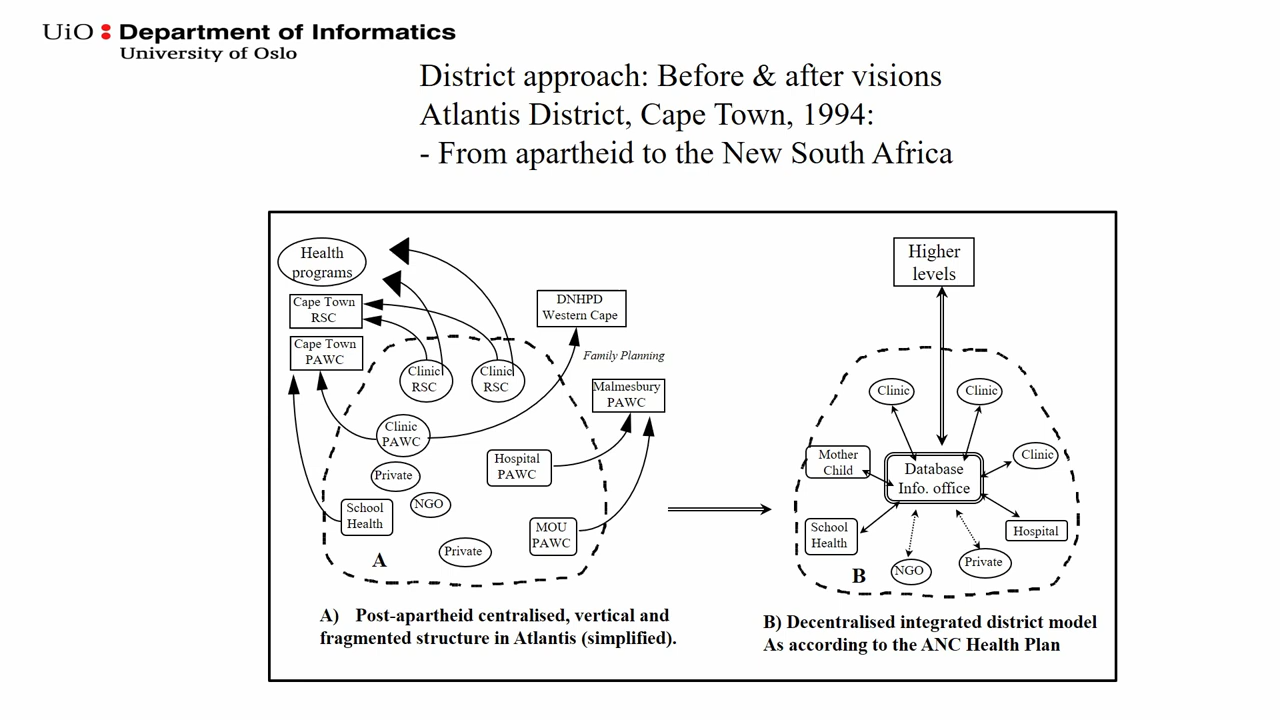 UiO : Department of Informatics
University of Oslo
District approach: Before & after visions
Atlantis District, Cape Town, 1994:
- From apartheid to the New South Africa
Health
programs
Cape Town
RSC
Cape Town
PAWC
DNHPD
Western Cape
Family Planning
Malmesbury
PAWC
Clinic
RSC
Clinic
RSC
Clinic
PAWC
Private
NGO
School
Health
Hospital
PAWC
MOU
PAWC
Private
A
A) Post-apartheid centralised, vertical and
fragmented structure in Atlantis (simplified).
Higher
levels
Clinic
Clinic
Mother
Child
Database
Info. office
Clinic
School
Health
Hospital
NGO
Private
B
B) Decentralised integrated district model
As according to the ANC Health Plan